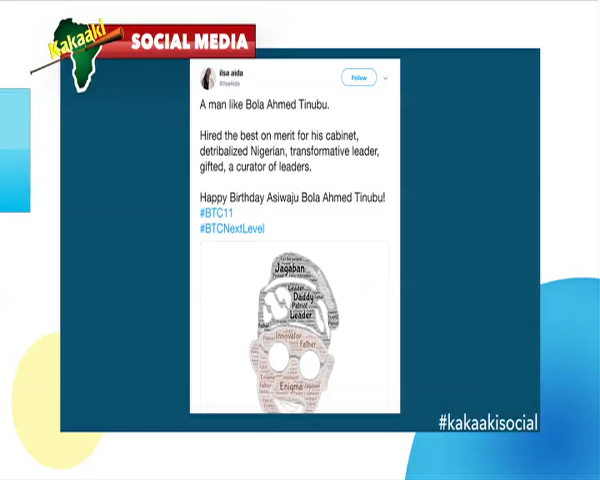 Kakaaki
SOCIAL MEDIA
ilsa aida
@IlsaAida
Follow
A man like Bola Ahmed Tinubu.
Hired the best on merit for his cabinet,
detribalized Nigerian, transformative leader,
gifted, a curator of leaders.
Happy Birthday Asiwaju Bola Ahmed Tinubu!
#BTC11
#BTCNextLevel
Jagaban
Leader
Daddy
Patriot
Leader
Innovator
Father
Enigma
#kakaakisocial